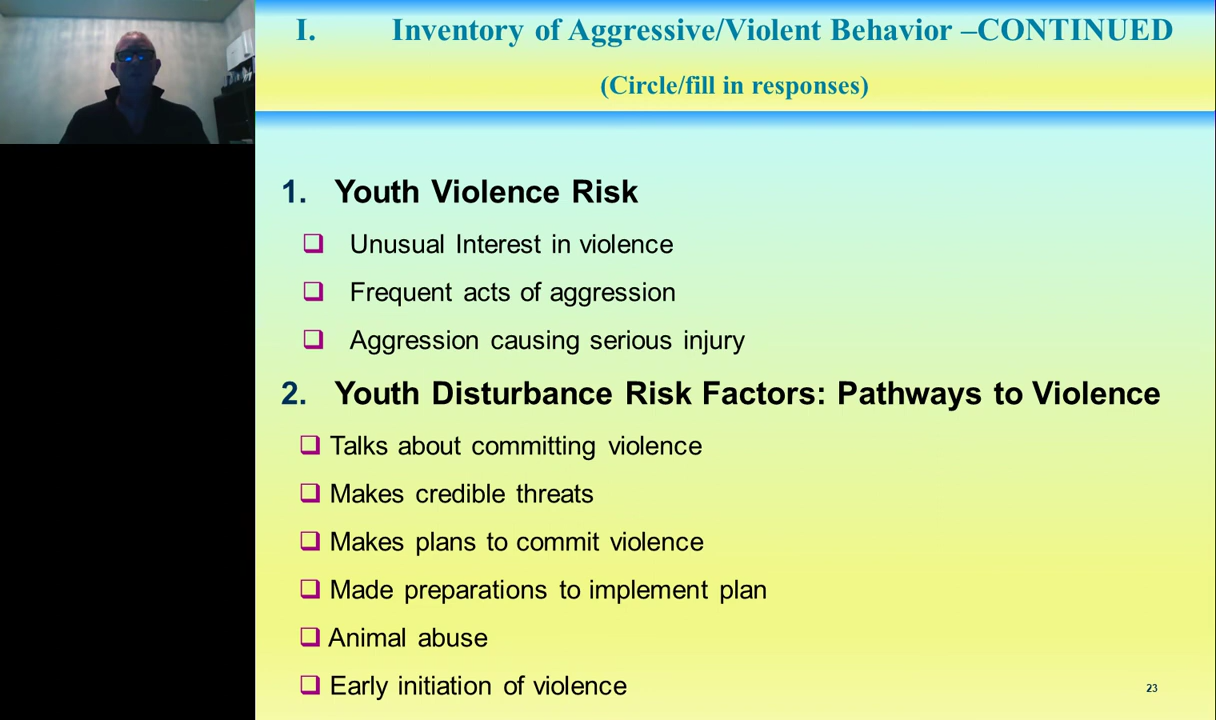 I. Inventory of Aggressive/Violent Behavior –CONTINUED
(Circle/fill in responses)
1. Youth Violence Risk
❑ Unusual Interest in violence
❑ Frequent acts of aggression
❑ Aggression causing serious injury
2. Youth Disturbance Risk Factors: Pathways to Violence
❑ Talks about committing violence
❑ Makes credible threats
❑ Makes plans to commit violence
❑ Made preparations to implement plan
❑ Animal abuse
❑ Early initiation of violence
23